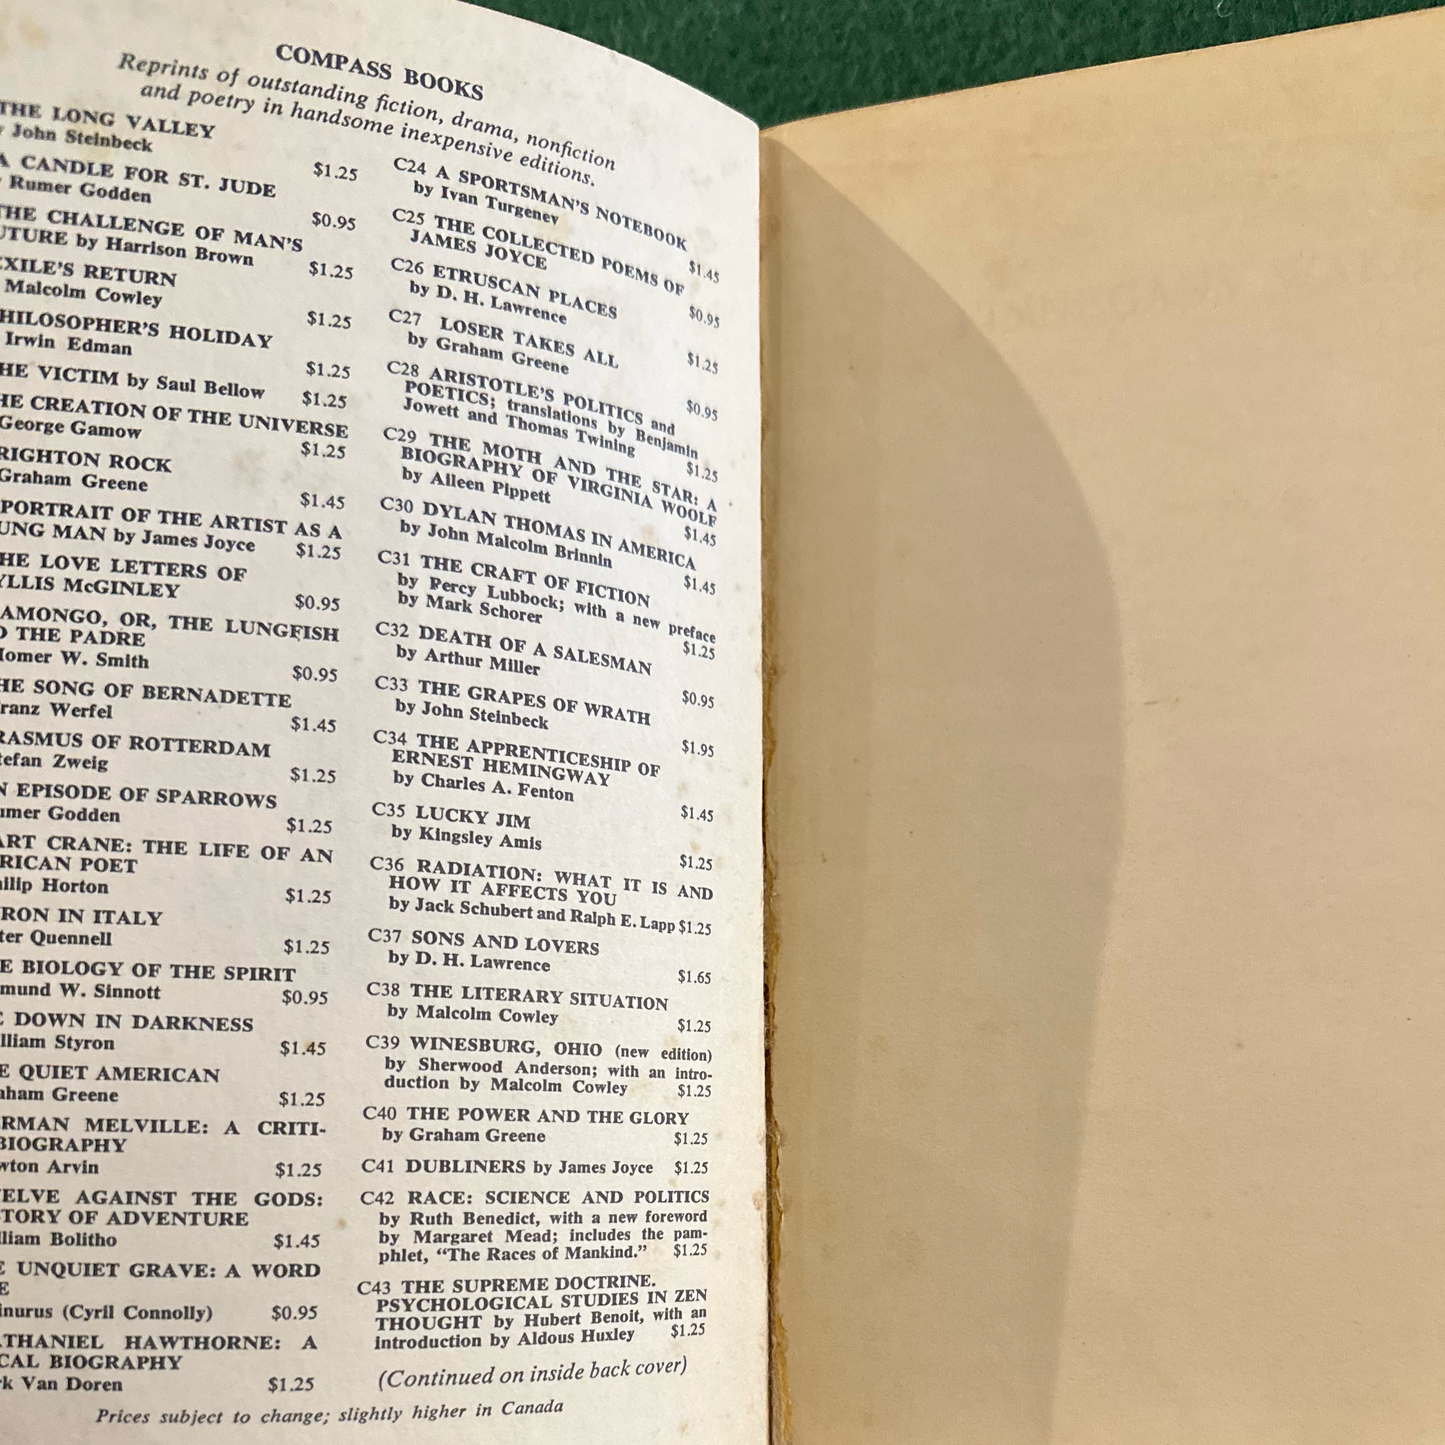 COMPASS BOOKS
Reprints of outstanding fiction, drama, nonfiction
and poetry in handsome inexpensive editions.
THE LONG VALLEY
John Steinbeck
$1.25
A CANDLE FOR ST. JUDE
Rumer Godden
$0.95
THE CHALLENGE OF MAN'S
UTURE by Harrison Brown
$1.25
EXILE'S RETURN
Malcolm Cowley
$1.25
HILOSOPHER'S HOLIDAY
Irwin Edman
$1.25
HE VICTIM by Saul Bellow $1.25
HE CREATION OF THE UNIVERSE
George Gamow
$1.25
RIGHTON ROCK
Graham Greene
$1.45
PORTRAIT OF THE ARTIST AS A
UNG MAN by James Joyce $1.25
HE LOVE LETTERS OF
YLLIS McGINLEY
$0.95
AMONGO, OR, THE LUNGFISH
D THE PADRE
Homer W. Smith
$0.95
HE SONG OF BERNADETTE
ranz Werfel
$1.45
RASMUS OF ROTTERDAM
tefan Zweig
$1.25
N EPISODE OF SPARROWS
umer Godden
$1.25
ART CRANE: THE LIFE OF AN
RICAN POET
hilip Horton
$1.25
RON IN ITALY
ter Quennell
$1.25
E BIOLOGY OF THE SPIRIT
mund W. Sinnott $0.95
E DOWN IN DARKNESS
lliam Styron
$1.45
E QUIET AMERICAN
aham Greene
$1.25
ERMAN MELVILLE: A CRITI-
BIOGRAPHY
wton Arvin $1.25
ELVE AGAINST THE GODS:
TORY OF ADVENTURE
lliam Bolitho $1.45
E UNQUIET GRAVE: A WORD
E
inurus (Cyril Connolly) $0.95
ATHANIEL HAWTHORNE: A
CAL BIOGRAPHY
rk Van Doren $1.25
C24 A SPORTSMAN'S NOTEBOOK
by Ivan Turgenev
$1.45
C25 THE COLLECTED POEMS OF
JAMES JOYCE
$0.95
C26 ETRUSCAN PLACES
by D. H. Lawrence
$1.25
C27 LOSER TAKES ALL
by Graham Greene
$0.95
C28 ARISTOTLE'S POLITICS and
POETICS; translations by Benjamin
Jowett and Thomas Twining
$1.25
C29 THE MOTH AND THE STAR: A
BIOGRAPHY OF VIRGINIA WOOLF
by Aileen Pippett
$1.45
C30 DYLAN THOMAS IN AMERICA
by John Malcolm Brinnin
$1.45
C31 THE CRAFT OF FICTION
by Percy Lubbock; with a new preface
by Mark Schorer
$1.25
C32 DEATH OF A SALESMAN
by Arthur Miller
$0.95
C33 THE GRAPES OF WRATH
by John Steinbeck
$1.95
C34 THE APPRENTICESHIP OF
ERNEST HEMINGWAY
by Charles A. Fenton
$1.45
C35 LUCKY JIM
by Kingsley Amis
$1.25
C36 RADIATION: WHAT IT IS AND
HOW IT AFFECTS YOU
by Jack Schubert and Ralph E. Lapp $1.25
C37 SONS AND LOVERS
by D. H. Lawrence
$1.65
C38 THE LITERARY SITUATION
by Malcolm Cowley
$1.25
C39 WINESBURG, OHIO (new edition)
by Sherwood Anderson; with an intro-
duction by Malcolm Cowley $1.25
C40 THE POWER AND THE GLORY
by Graham Greene $1.25
C41 DUBLINERS by James Joyce $1.25
C42 RACE: SCIENCE AND POLITICS
by Ruth Benedict, with a new foreword
by Margaret Mead; includes the pam-
phlet, "The Races of Mankind." $1.25
C43 THE SUPREME DOCTRINE.
PSYCHOLOGICAL STUDIES IN ZEN
THOUGHT by Hubert Benoit, with an
introduction by Aldous Huxley $1.25
(Continued on inside back cover)
Prices subject to change; slightly higher in Canada